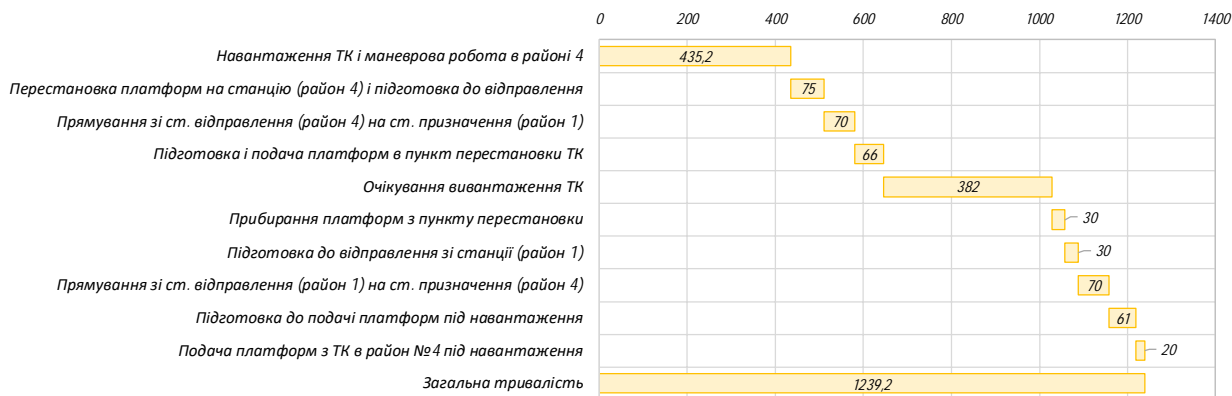 0 200 400 600 800 1000 1200 1400
Навантаження ТК і маневрова робота в районі 4 435,2
Перестановка платформ на станцію (район 4) і підготовка до відправлення 75
Прямування зі ст. відправлення (район 4) на ст. призначення (район 1) 70
Підготовка і подача платформ в пункт перестановки ТК 66
Очікування вивантаження ТК 382
Прибирання платформ з пункту перестановки 30
Підготовка до відправлення зі станції (район 1) 30
Прямування зі ст. відправлення (район 1) на ст. призначення (район 4) 70
Підготовка до подачі платформ під навантаження 61
Подача платформ з ТК в район №4 під навантаження 20
Загальна тривалість 1239,2